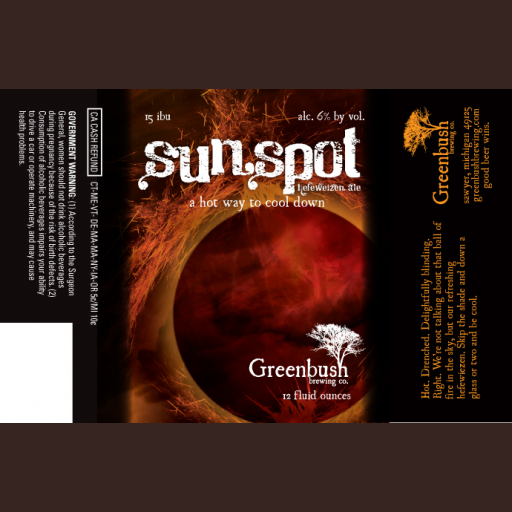 CA CASH REFUND CT-ME-VT- DE-MA-MA-NY-IA-OR 5¢/MI 10¢
GOVERNMENT WARNING: (1) According to the Surgeon
General, women should not drink alcoholic beverages
during pregnancy because of the risk of birth defects. (2)
Consumption of alcoholic beverages impairs your ability
to drive a car or operate machinery, and may cause
health problems.
15 ibu
alc. 6% by vol.
sunspot
hefeweizen ale
a hot way to cool down
Greenbush
brewing co.
12 fluid ounces
Greenbush
brewing co.
sawyer, michigan 49125
greenbushbrewing.com
good beer wins.
Hot. Drenched. Delightfully blinding.
Right. We're not talking about that ball of
fire in the sky, but our refreshing
hefeweizen. Skip the shade and down a
glass or two and be cool.